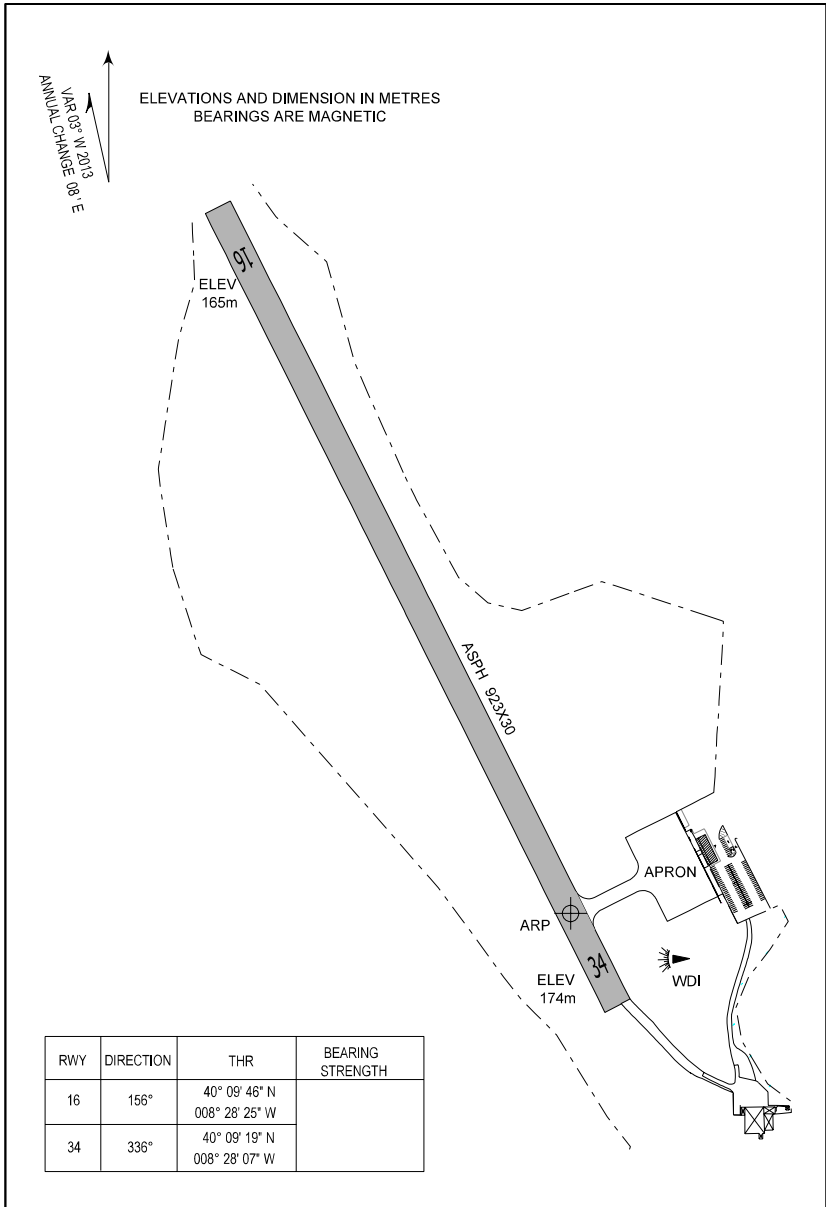 VAR 03° W 2013
ANNUAL CHANGE 08 ' E
ELEVATIONS AND DIMENSION IN METRES
BEARINGS ARE MAGNETIC
16
ELEV
165m
ASPH 923X30
APRON
ARP
34
ELEV
174m
WDI
RWY DIRECTION THR BEARING STRENGTH
16 156° 40° 09' 46" N
008° 28' 25" W
34 336° 40° 09' 19" N
008° 28' 07" W